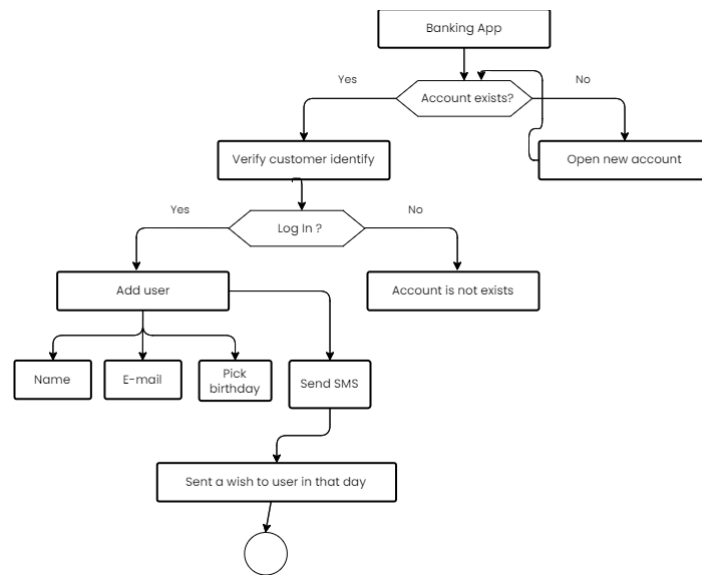 Banking App
Yes
No
Account exists?
Verify customer identify
Open new account
Yes
No
Log In ?
Add user
Account is not exists
Name
E-mail
Pick
birthday
Send SMS
Sent a wish to user in that day